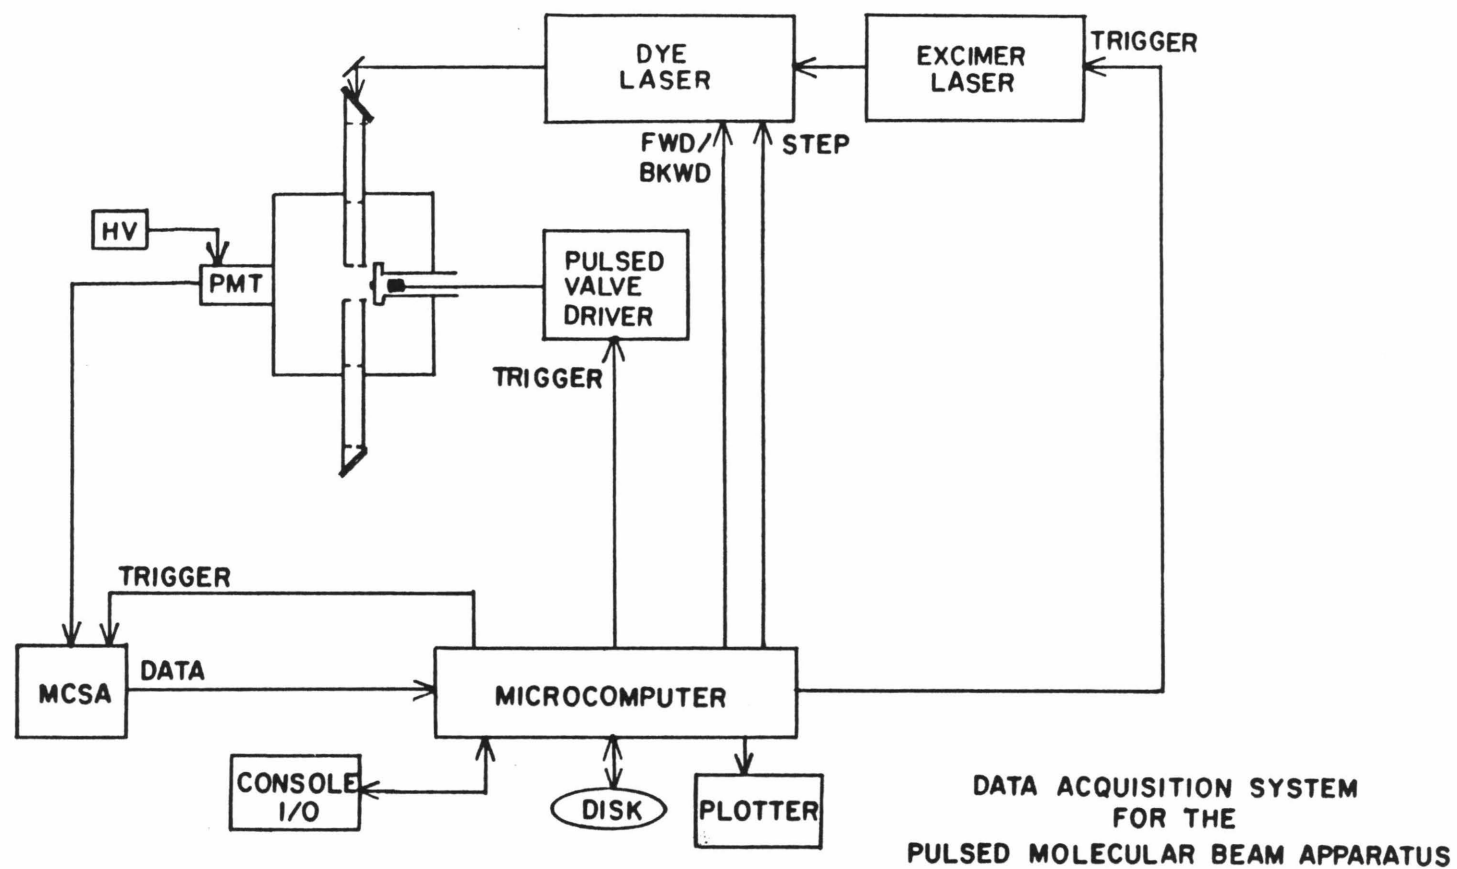 DYE
LASER
EXCIMER
LASER
TRIGGER
FWD/
BKWD
STEP
HV
PMT
PULSED
VALVE
DRIVER
TRIGGER
TRIGGER
MCSA
DATA
MICROCOMPUTER
CONSOLE
I/O
DISK
PLOTTER
DATA ACQUISITION SYSTEM
FOR THE
PULSED MOLECULAR BEAM APPARATUS